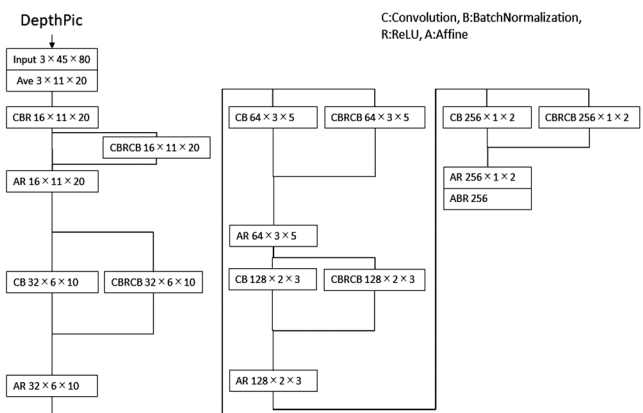 DepthPic
C:Convolution, B:BatchNormalization,
R:ReLU, A:Affine
Input 3×45×80
Ave 3×11×20
CBR 16×11×20
CBRCB 16×11×20
AR 16×11×20
CB 32×6×10
CBRCB 32×6×10
AR 32×6×10
CB 64×3×5
CBRCB 64×3×5
AR 64×3×5
CB 128×2×3
CBRCB 128×2×3
AR 128×2×3
CB 256×1×2
CBRCB 256×1×2
AR 256×1×2
ABR 256